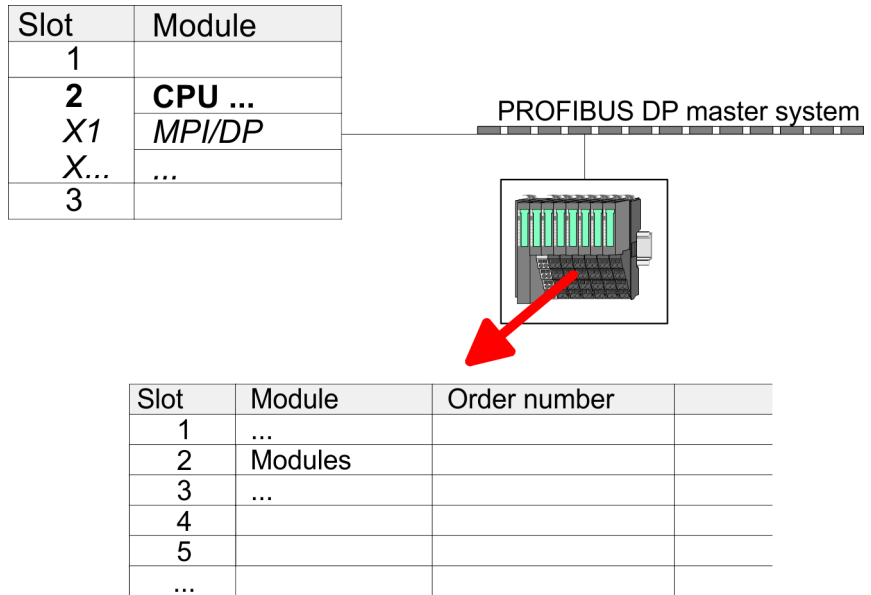 Slot Module
1
2 CPU ...
X1 MPI/DP
X... ...
3
PROFIBUS DP master system
Slot Module Order number
1 ...
2 Modules
3 ...
4
5
...